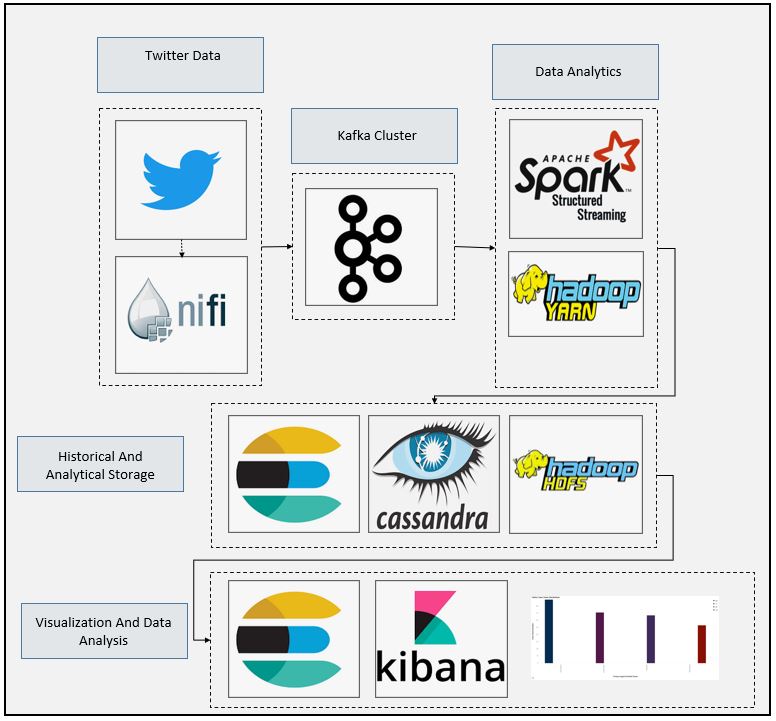 Twitter Data
Data Analytics
Kafka Cluster
APACHE
Spark™
Structured
Streaming
nifi
hadoop
YARN
Historical And
Analytical Storage
cassandra
hadoop
HDFS
Visualization And Data
Analysis
kibana